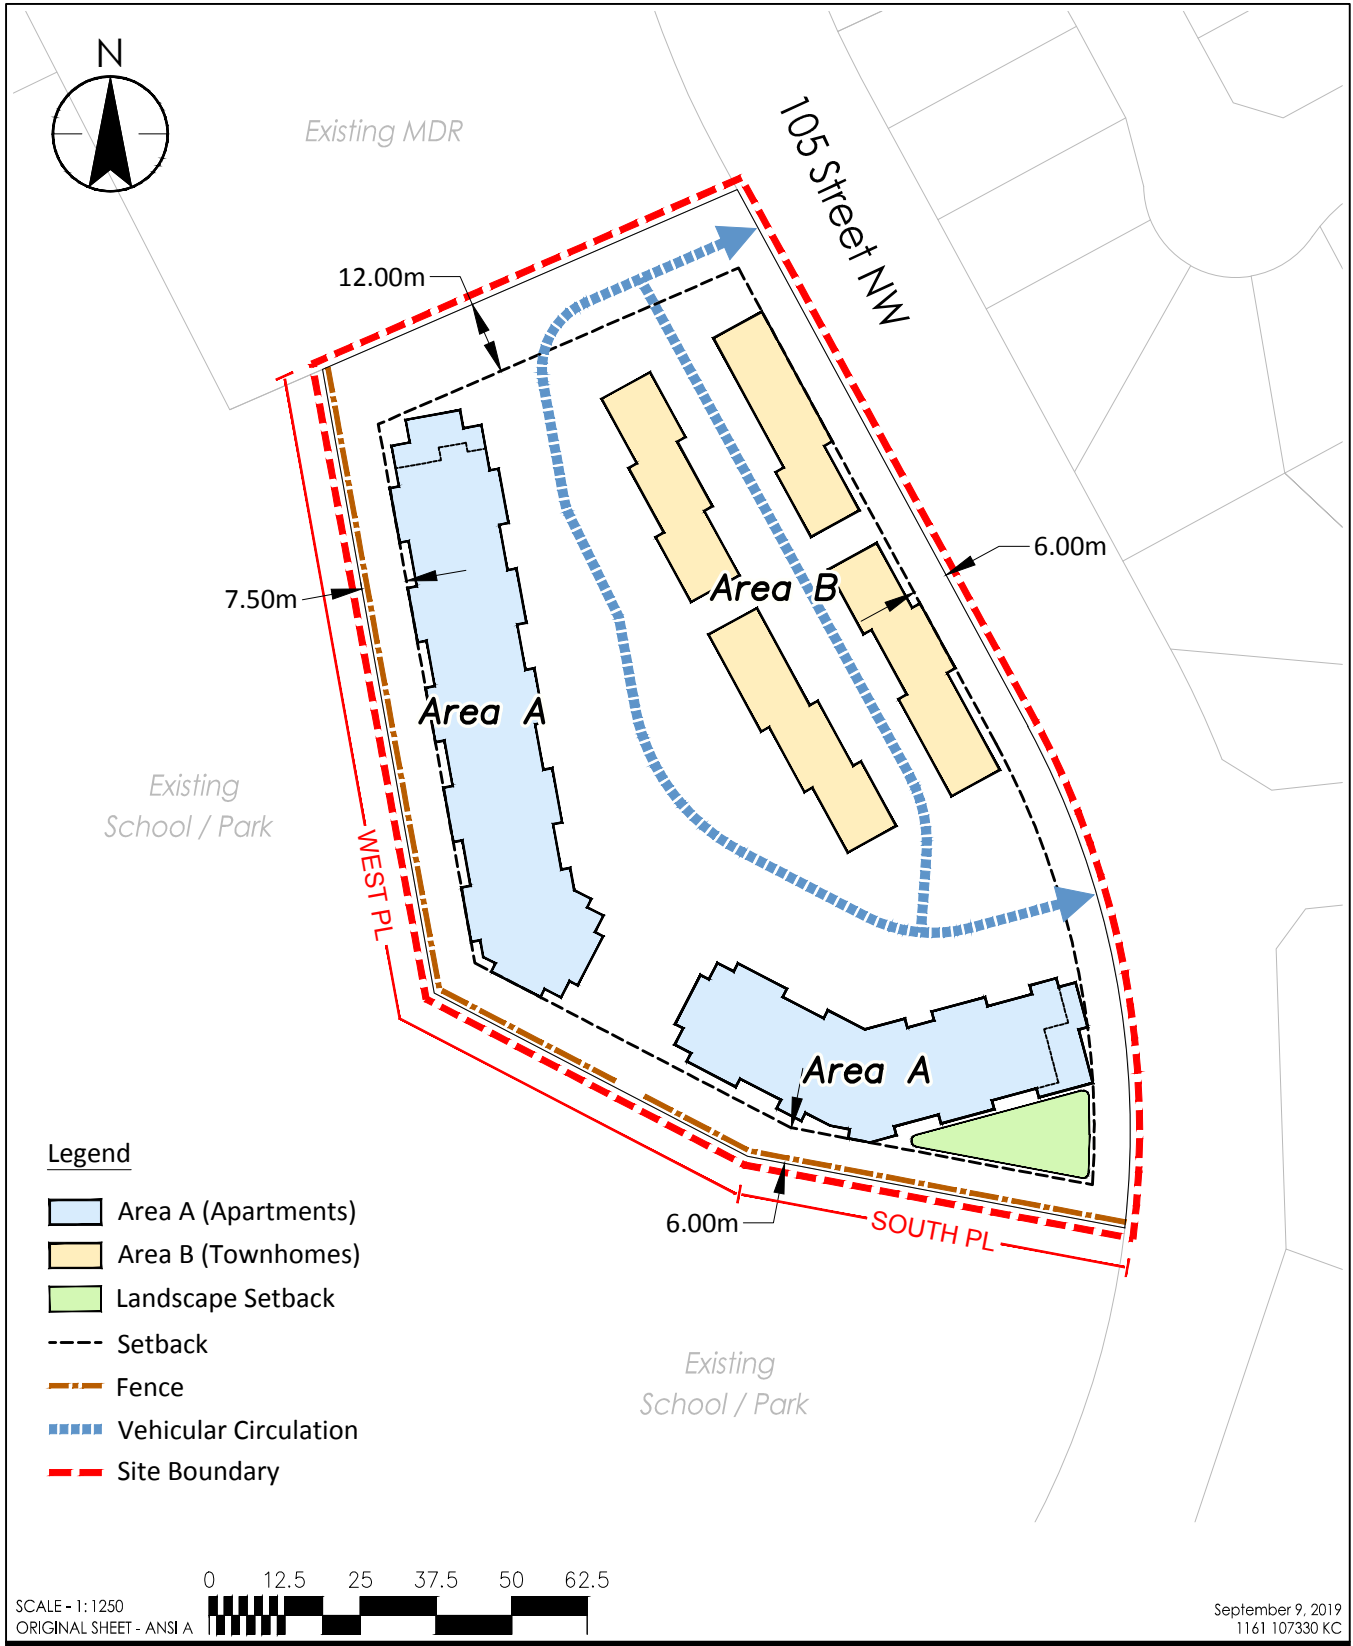 N
Existing MDR
105 Street NW
12.00m
6.00m
Area B
7.50m
Area A
Existing
School / Park
WEST PL
Area A
6.00m
SOUTH PL
Legend
Area A (Apartments)
Area B (Townhomes)
Landscape Setback
Setback
Fence
Vehicular Circulation
Site Boundary
Existing
School / Park
0 12.5 25 37.5 50 62.5
SCALE - 1: 1250
ORIGINAL SHEET - ANSI A
September 9, 2019
1161 107330 KC